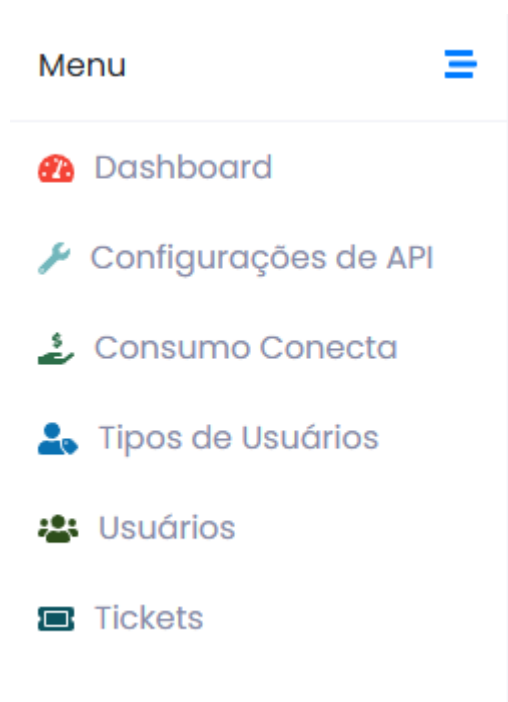 Menu
Dashboard
Configurações de API
Consumo Conecta
Tipos de Usuários
Usuários
Tickets